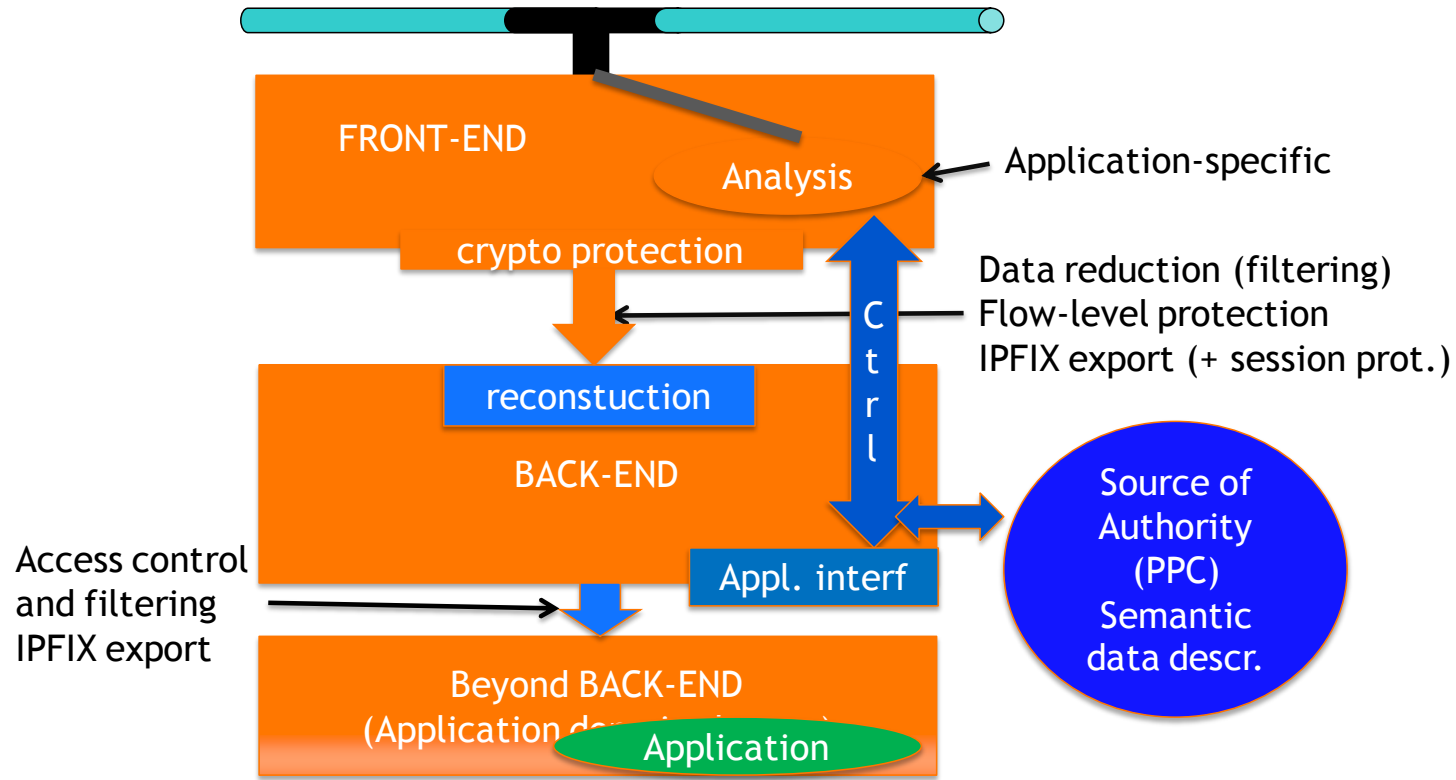 FRONT-END
Analysis
Application-specific
crypto protection
Data reduction (filtering)
Flow-level protection
IPFIX export (+ session prot.)
C
t
r
l
reconstuction
BACK-END
Source of
Authority
(PPC)
Semantic
data descr.
Appl. interf
Access control
and filtering
IPFIX export
Beyond BACK-END
(Application
Application